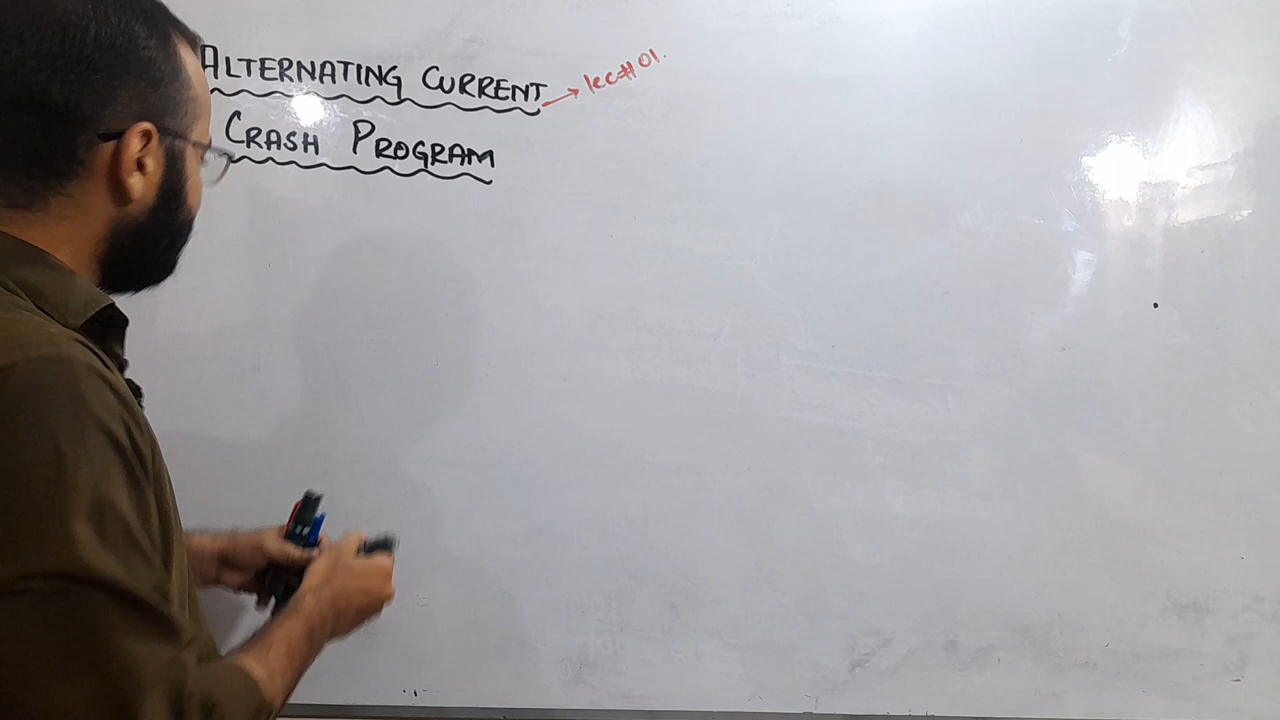 ALTERNATING CURRENT → lec# 01.
CRASH PROGRAM